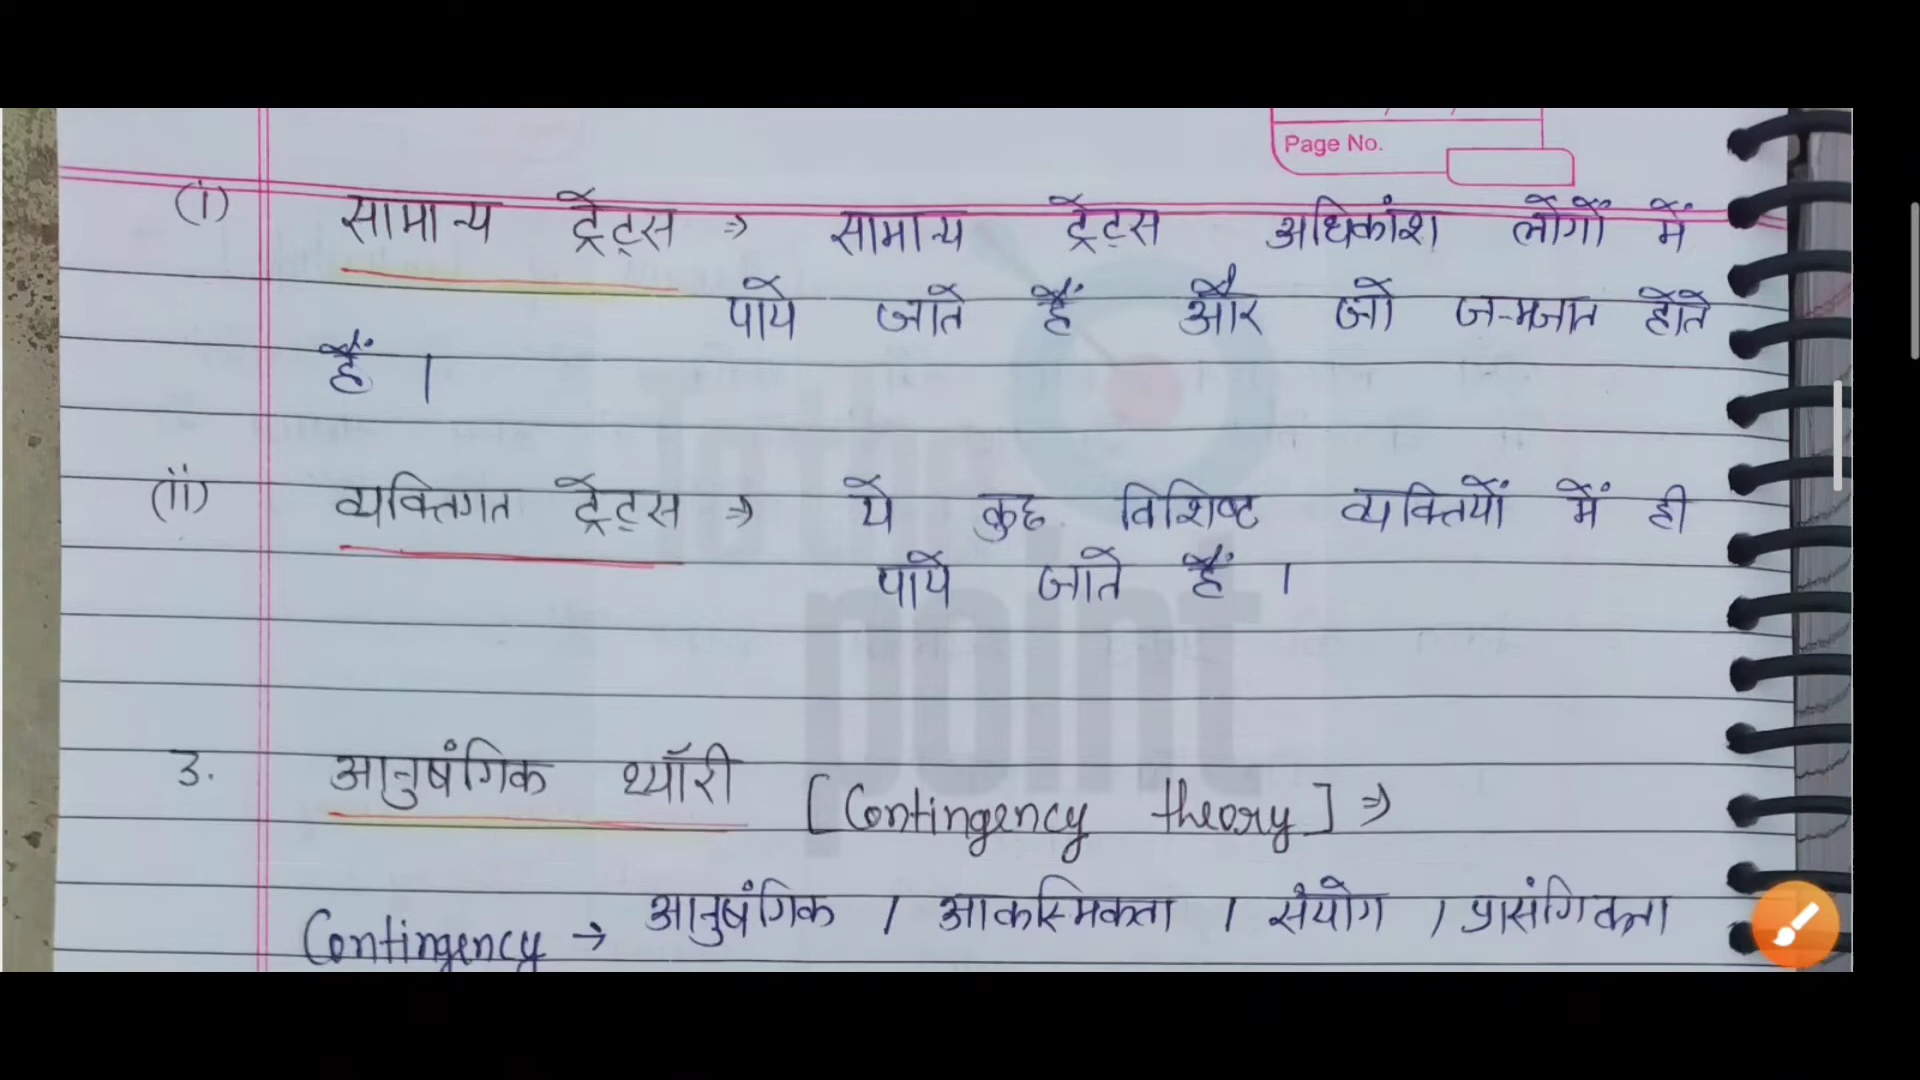 Page No.
(i) सामान्य ट्रेट्स ⇒ सामान्य ट्रेट्स अधिकांश लोगों में
पाये जाते हैं और जो जन्मजात होते
हैं ।
(ii) व्यक्तिगत ट्रेट्स ⇒ ये कुछ विशिष्ट व्यक्तियों में ही
पाये जाते हैं ।
3. आनुषंगिक थ्यॉरी [Contingency theory] ⇒
Contingency → आनुषंगिक / आकस्मिकता / संयोग / प्रासंगिकता
point